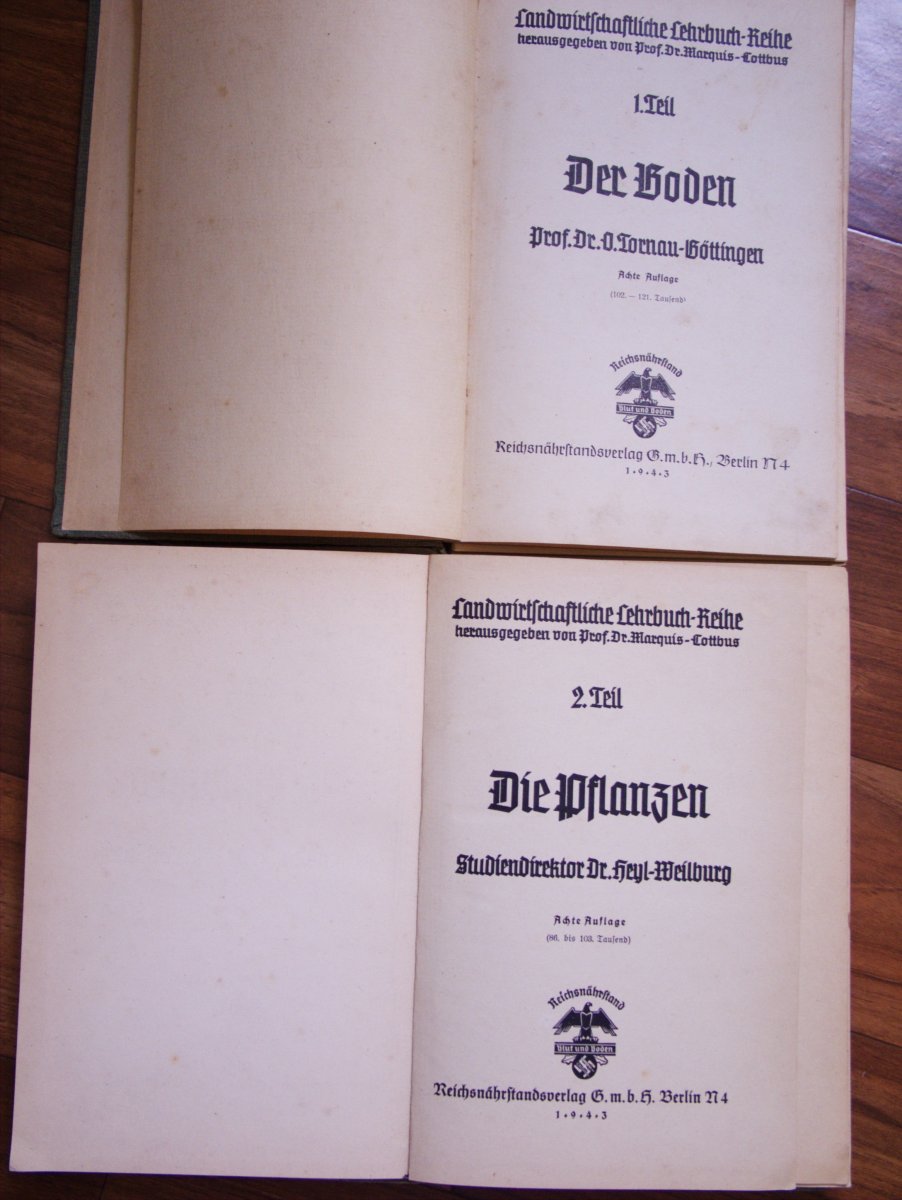 Landwirtschaftliche Lehrbuch-Reihe
herausgegeben von Prof. Dr. Marquis-Cottbus
1. Teil
Der Boden
Prof. Dr. O. Tornau-Göttingen
Achte Auflage
(102. – 121. Tausend)
Reichsnährstand
Blut und Boden
Reichsnährstandsverlag G. m. b. H., Berlin N 4
1 • 9 • 4 • 3
Landwirtschaftliche Lehrbuch-Reihe
herausgegeben von Prof. Dr. Marquis-Cottbus
2. Teil
Die Pflanzen
Studiendirektor Dr. Heyl-Weilburg
Achte Auflage
(86. bis 103. Tausend)
Reichsnährstand
Blut und Boden
Reichsnährstandsverlag G. m. b. H. Berlin N 4
1 • 9 • 4 • 3